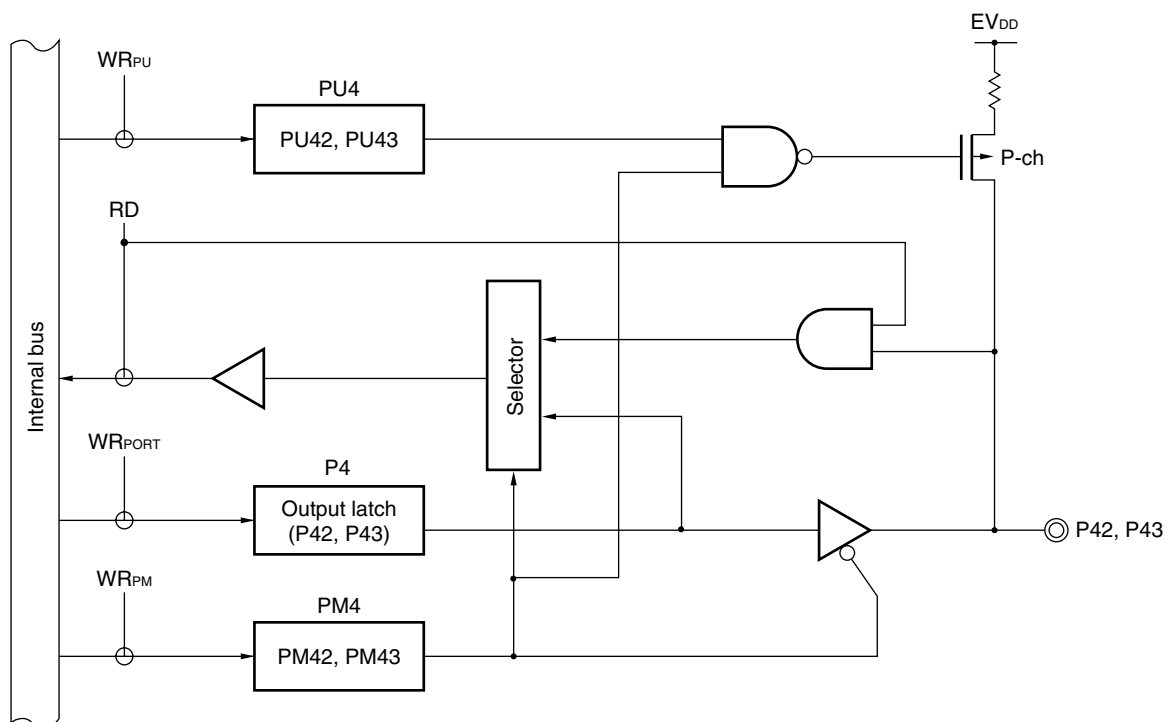 EVDD
WRPU
PU4
PU42, PU43
P-ch
RD
Internal bus
Selector
WRPORT
P4
Output latch
(P42, P43)
P42, P43
WRPM
PM4
PM42, PM43